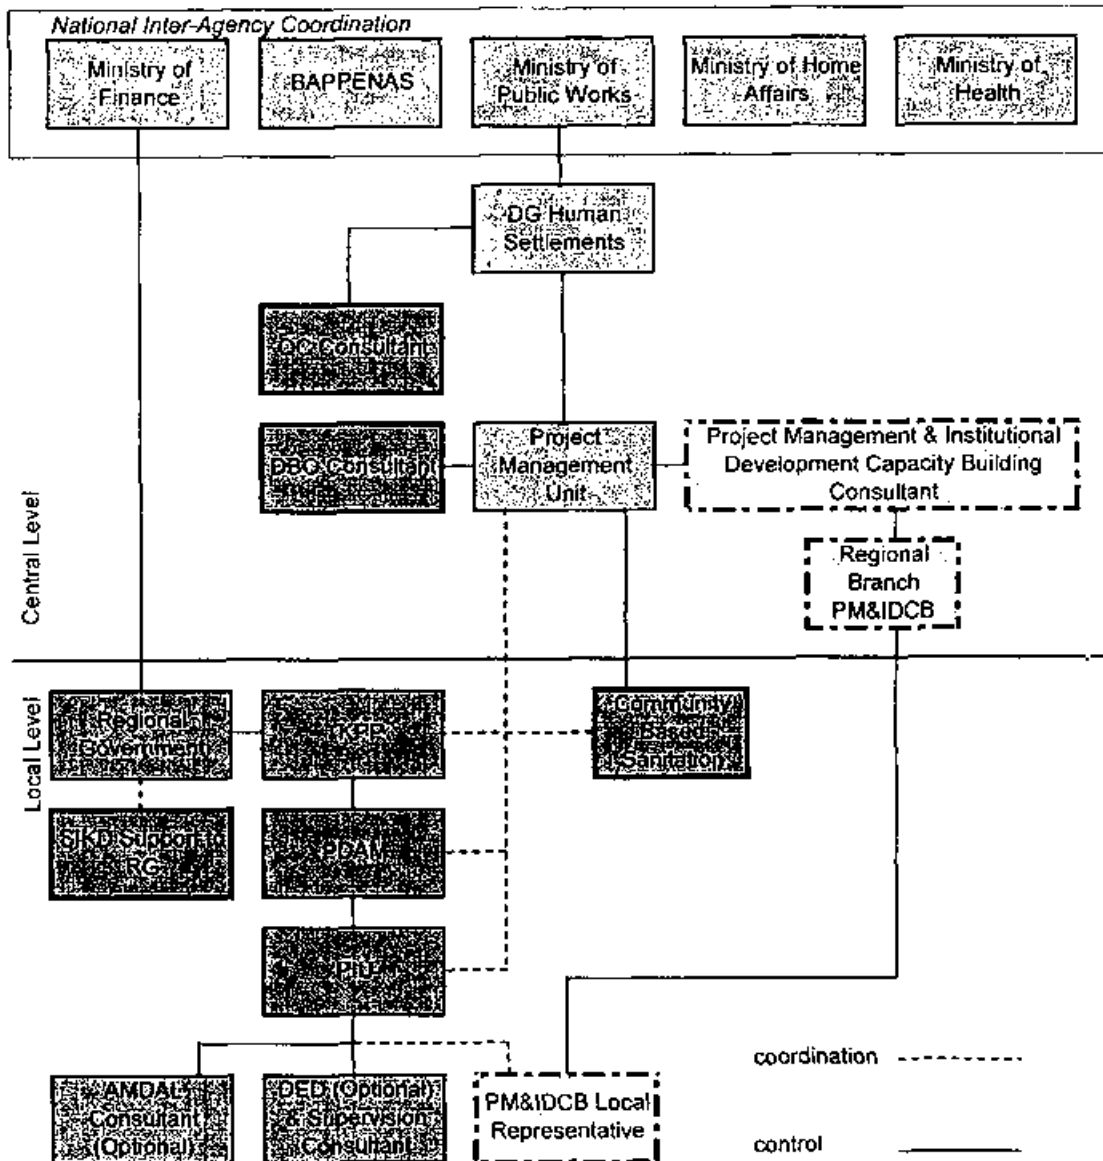 National Inter-Agency Coordination
Ministry of
Finance
BAPPENAS
Ministry of
Public Works
Ministry of Home
Affairs
Ministry of
Health
DG Human
Settlements
QC Consultant
DBO Consultant
Project
Management
Unit
Project Management & Institutional
Development Capacity Building
Consultant
Regional
Branch
PM&IDCB
Central Level
Local Level
Regional
Government
KPP
Community
Based
Sanitation
SIKD Support to
RG
PDAM
PIU
coordination
AMDAL
Consultant
(Optional)
DED (Optional)
& Supervision
Consultant
PM&IDCB Local
Representative
control